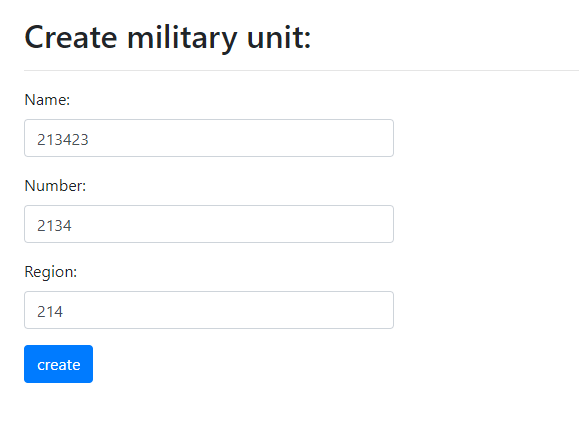 Create military unit:
Name:
213423
Number:
2134
Region:
214
create